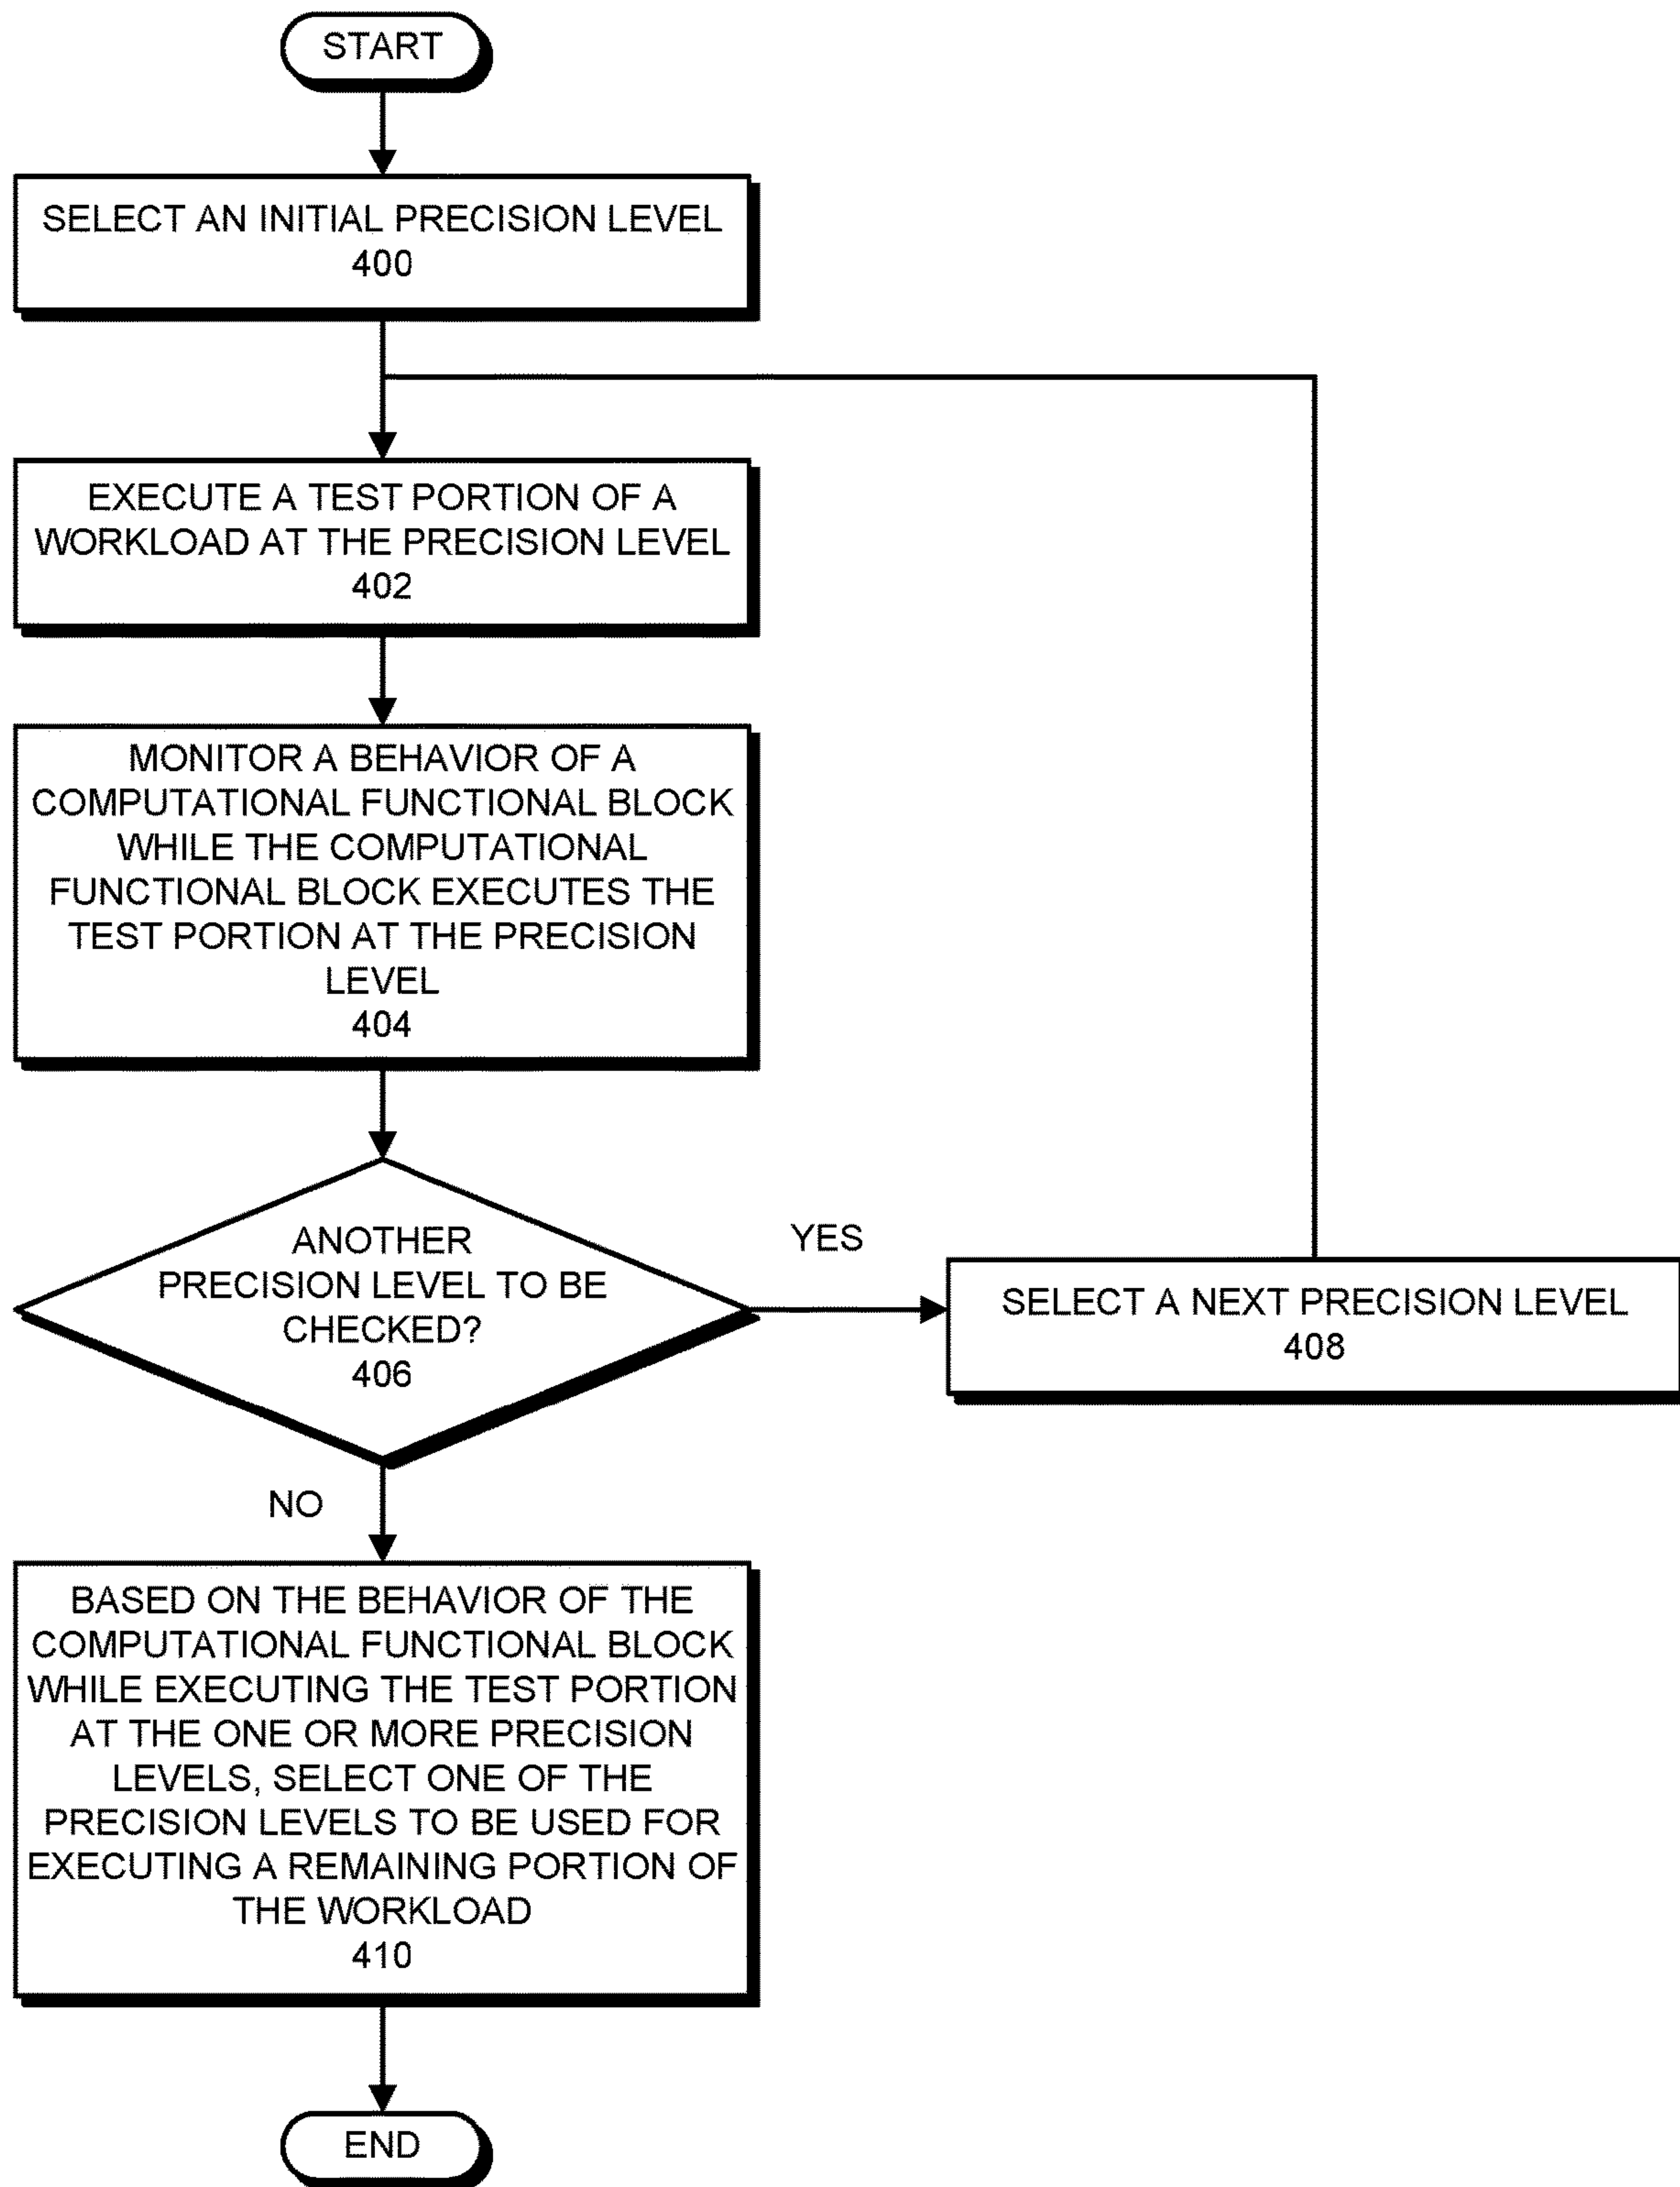 START
SELECT AN INITIAL PRECISION LEVEL
400
EXECUTE A TEST PORTION OF A
WORKLOAD AT THE PRECISION LEVEL
402
MONITOR A BEHAVIOR OF A
COMPUTATIONAL FUNCTIONAL BLOCK
WHILE THE COMPUTATIONAL
FUNCTIONAL BLOCK EXECUTES THE
TEST PORTION AT THE PRECISION
LEVEL
404
ANOTHER
PRECISION LEVEL TO BE
CHECKED?
406
YES
SELECT A NEXT PRECISION LEVEL
408
NO
BASED ON THE BEHAVIOR OF THE
COMPUTATIONAL FUNCTIONAL BLOCK
WHILE EXECUTING THE TEST PORTION
AT THE ONE OR MORE PRECISION
LEVELS, SELECT ONE OF THE
PRECISION LEVELS TO BE USED FOR
EXECUTING A REMAINING PORTION OF
THE WORKLOAD
410
END